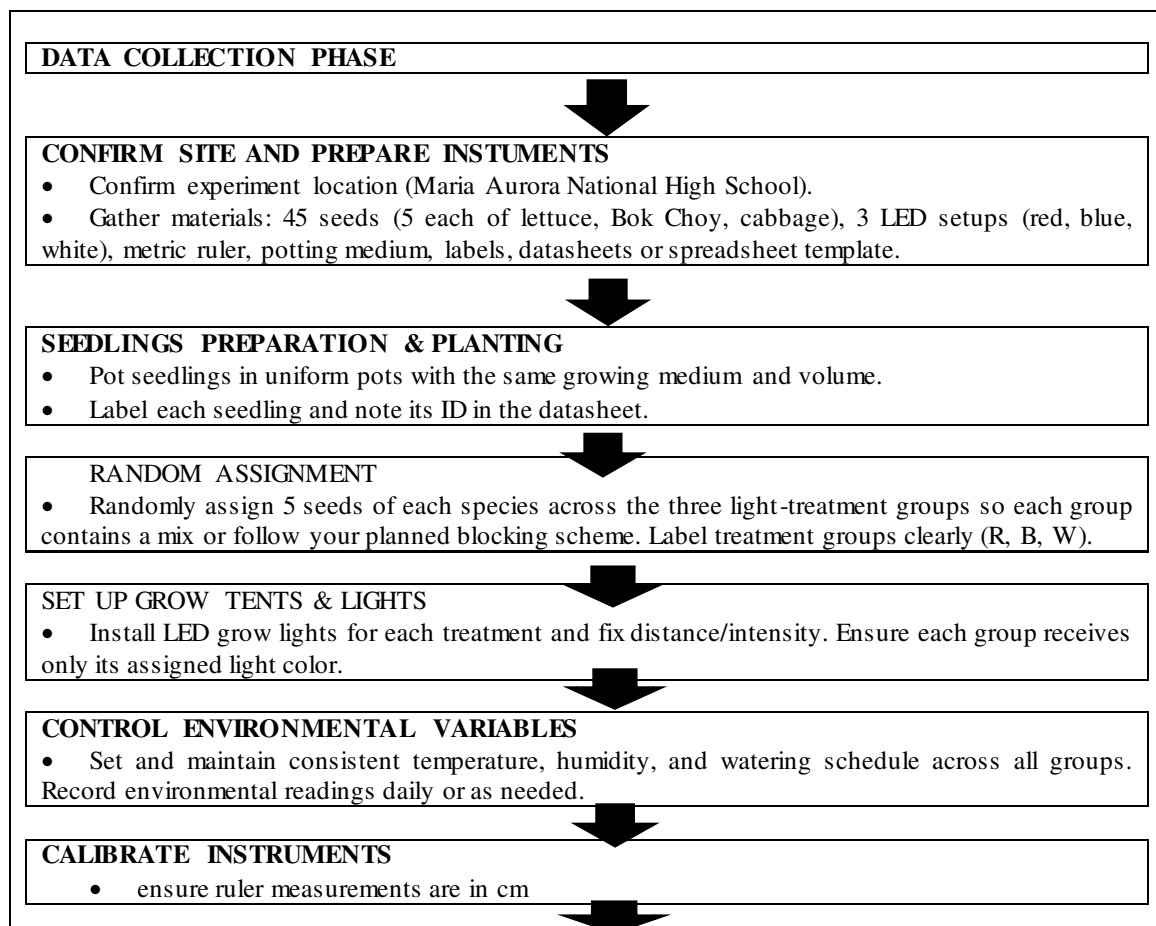 DATA COLLECTION PHASE
CONFIRM SITE AND PREPARE INSTUMENTS
• Confirm experiment location (Maria Aurora National High School).
• Gather materials: 45 seeds (5 each of lettuce, Bok Choy, cabbage), 3 LED setups (red, blue,
white), metric ruler, potting medium, labels, datasheets or spreadsheet template.
SEEDLINGS PREPARATION & PLANTING
• Pot seedlings in uniform pots with the same growing medium and volume.
• Label each seedling and note its ID in the datasheet.
RANDOM ASSIGNMENT
• Randomly assign 5 seeds of each species across the three light-treatment groups so each group
contains a mix or follow your planned blocking scheme. Label treatment groups clearly (R, B, W).
SET UP GROW TENTS & LIGHTS
• Install LED grow lights for each treatment and fix distance/intensity. Ensure each group receives
only its assigned light color.
CONTROL ENVIRONMENTAL VARIABLES
• Set and maintain consistent temperature, humidity, and watering schedule across all groups.
Record environmental readings daily or as needed.
CALIBRATE INSTRUMENTS
• ensure ruler measurements are in cm